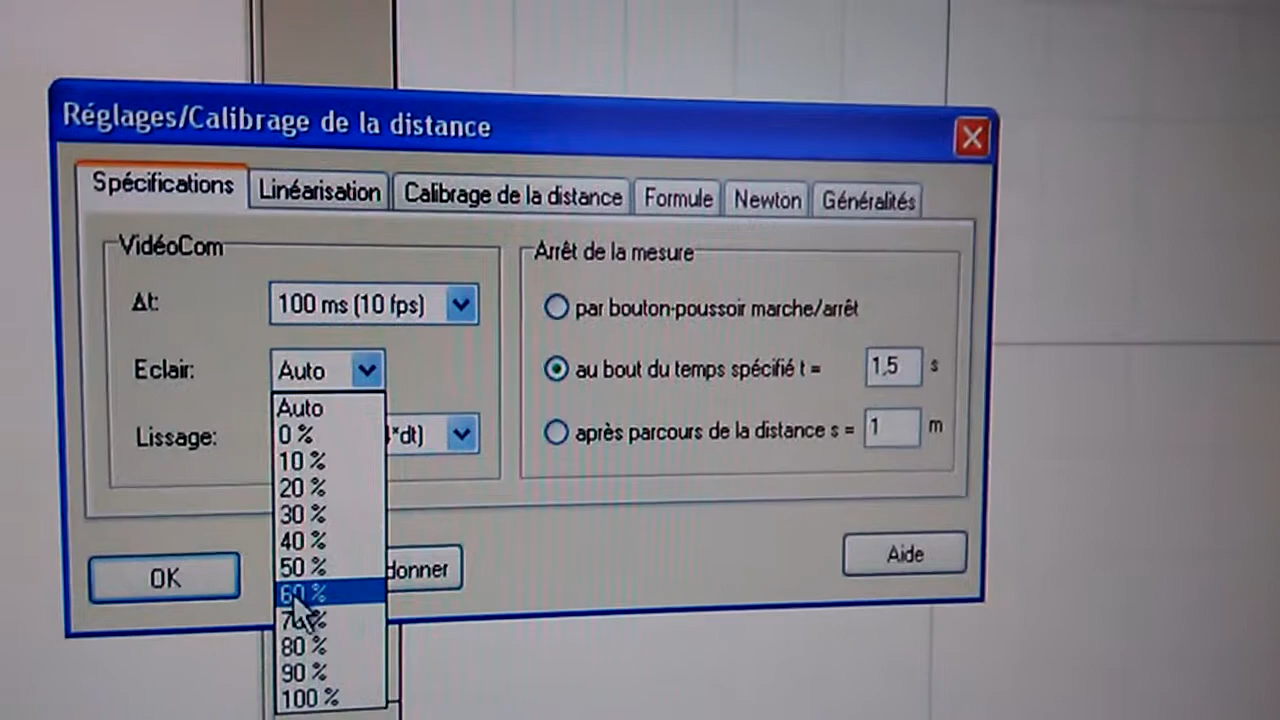 Réglages/Calibrage de la distance
Spécifications Linéarisation Calibrage de la distance Formule Newton Généralités
VidéoCom
Δt: 100 ms (10 fps)
Eclair: Auto
Lissage: *dt)
Auto
0 %
10 %
20 %
30 %
40 %
50 %
60 %
70 %
80 %
90 %
100 %
Arrêt de la mesure
par bouton-poussoir marche/arrêt
au bout du temps spécifié t = 1,5 s
après parcours de la distance s = 1 m
OK donner Aide